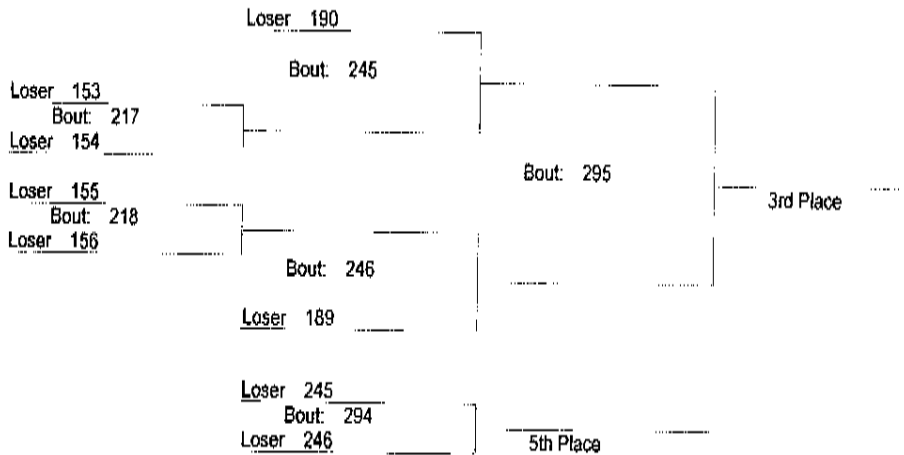 Loser 190
Bout: 245
Loser 153
Bout: 217
Loser 154
Bout: 295
Loser 155
Bout: 218
Loser 156
3rd Place
Bout: 246
Loser 189
Loser 245
Bout: 294
Loser 246
5th Place